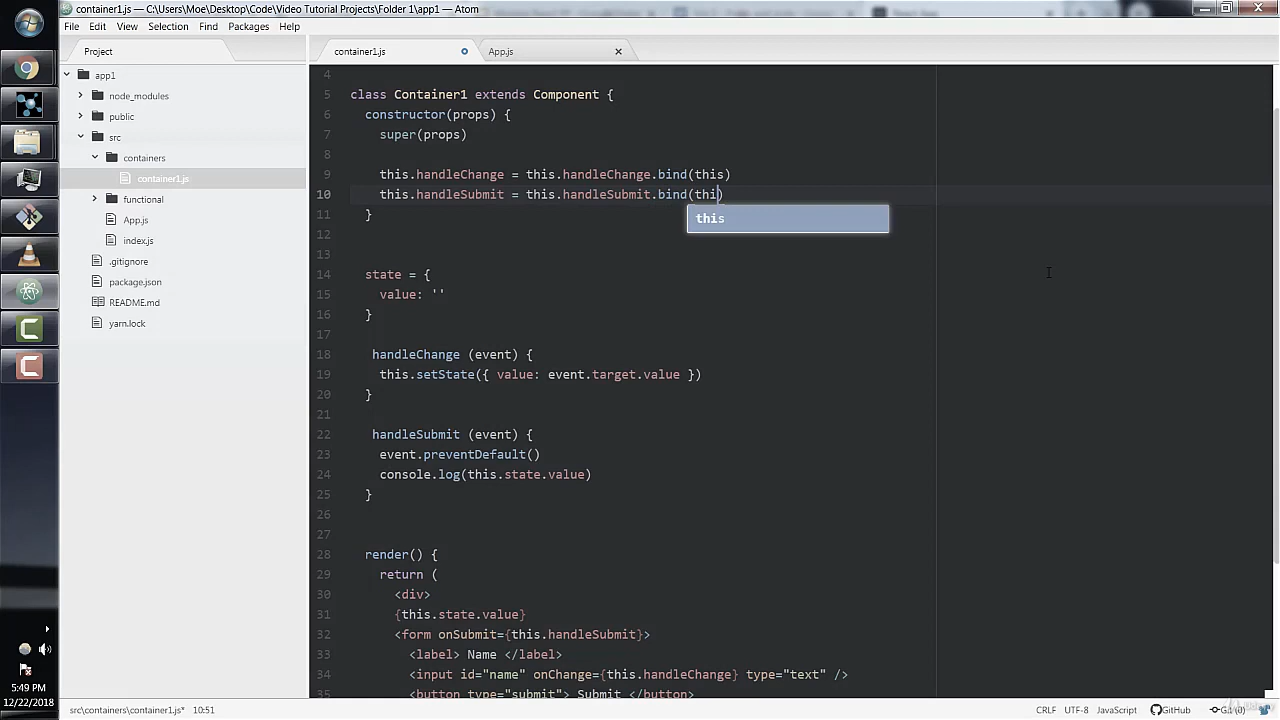 container1.js — C:\Users\Moe\Desktop\Code\Video Tutorial Projects\Folder 1\app1 — Atom
File Edit View Selection Find Packages Help
Project
container1.js
App.js
app1
node_modules
public
src
containers
container1.js
functional
App.js
index.js
.gitignore
package.json
README.md
yarn.lock
4
5 class Container1 extends Component {
6 constructor(props) {
7 super(props)
8
9 this.handleChange = this.handleChange.bind(this)
10 this.handleSubmit = this.handleSubmit.bind(thi)
this
11 }
12
13
14 state = {
15 value: ''
16 }
17
18 handleChange (event) {
19 this.setState({ value: event.target.value })
20 }
21
22 handleSubmit (event) {
23 event.preventDefault()
24 console.log(this.state.value)
25 }
26
27
28 render() {
29 return (
30 <div>
31 {this.state.value}
32 <form onSubmit={this.handleSubmit}>
33 <label> Name </label>
34 <input id="name" onChange={this.handleChange} type="text" />
35 <button type="submit"> Submit </button>
5:49 PM
12/22/2018
src\containers\container1.js* 10:51
CRLF UTF-8 JavaScript GitHub Git (0)